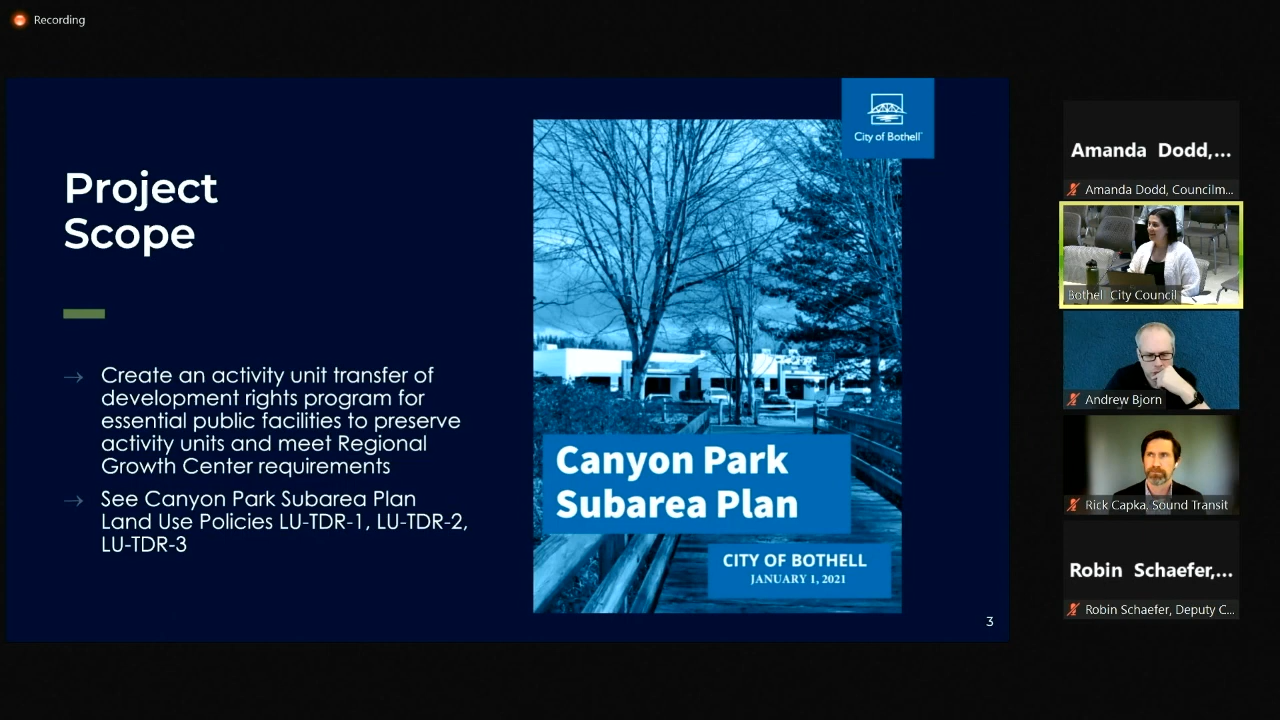 Recording
City of Bothell
Project
Scope
→ Create an activity unit transfer of
development rights program for
essential public facilities to preserve
activity units and meet Regional
Growth Center requirements
→ See Canyon Park Subarea Plan
Land Use Policies LU-TDR-1, LU-TDR-2,
LU-TDR-3
Canyon Park
Subarea Plan
CITY OF BOTHELL
JANUARY 1, 2021
3
Amanda Dodd,...
Amanda Dodd, Councilm...
Bothell City Council
Andrew Bjorn
Rick Capka, Sound Transit
Robin Schaefer,...
Robin Schaefer, Deputy C...